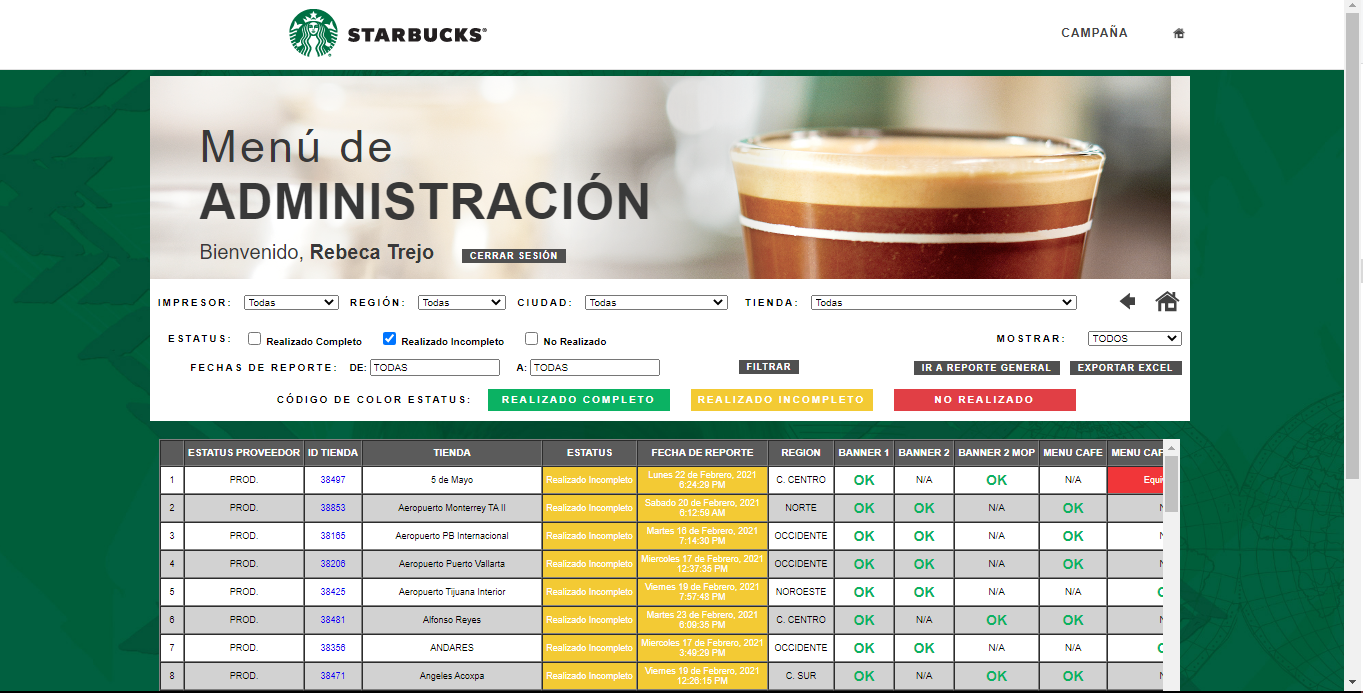 STARBUCKS®
CAMPAÑA
Menú de
ADMINISTRACIÓN
Bienvenido, Rebeca Trejo CERRAR SESIÓN
IMPRESOR: Todas REGIÓN: Todas CIUDAD: Todas TIENDA: Todas
ESTATUS: Realizado Completo Realizado Incompleto No Realizado MOSTRAR: TODOS
FECHAS DE REPORTE: DE: TODAS A: TODAS FILTRAR IR A REPORTE GENERAL EXPORTAR EXCEL
CÓDIGO DE COLOR ESTATUS: REALIZADO COMPLETO REALIZADO INCOMPLETO NO REALIZADO
ESTATUS PROVEEDOR ID TIENDA TIENDA ESTATUS FECHA DE REPORTE REGION BANNER 1 BANNER 2 BANNER 2 MOP MENU CAFE MENU CAF
1 PROD. 38497 5 de Mayo Realizado Incompleto Lunes 22 de Febrero, 2021 6:24:29 PM C. CENTRO OK N/A OK N/A Equi
2 PROD. 38853 Aeropuerto Monterrey TA II Realizado Incompleto Sabado 20 de Febrero, 2021 6:12:59 AM NORTE OK OK N/A OK
3 PROD. 38165 Aeropuerto PB Internacional Realizado Incompleto Martes 16 de Febrero, 2021 7:14:30 PM OCCIDENTE OK OK N/A OK
4 PROD. 38206 Aeropuerto Puerto Vallarta Realizado Incompleto Miercoles 17 de Febrero, 2021 12:37:35 PM OCCIDENTE OK OK N/A OK
5 PROD. 38425 Aeropuerto Tijuana Interior Realizado Incompleto Viernes 19 de Febrero, 2021 7:57:48 PM NOROESTE OK OK N/A N/A
6 PROD. 38481 Alfonso Reyes Realizado Incompleto Martes 23 de Febrero, 2021 6:09:35 PM C. CENTRO OK N/A OK OK
7 PROD. 38356 ANDARES Realizado Incompleto Miercoles 17 de Febrero, 2021 3:49:29 PM OCCIDENTE OK OK N/A N/A
8 PROD. 38471 Angeles Acoxpa Realizado Incompleto Viernes 19 de Febrero, 2021 12:26:15 PM C. SUR OK N/A OK OK